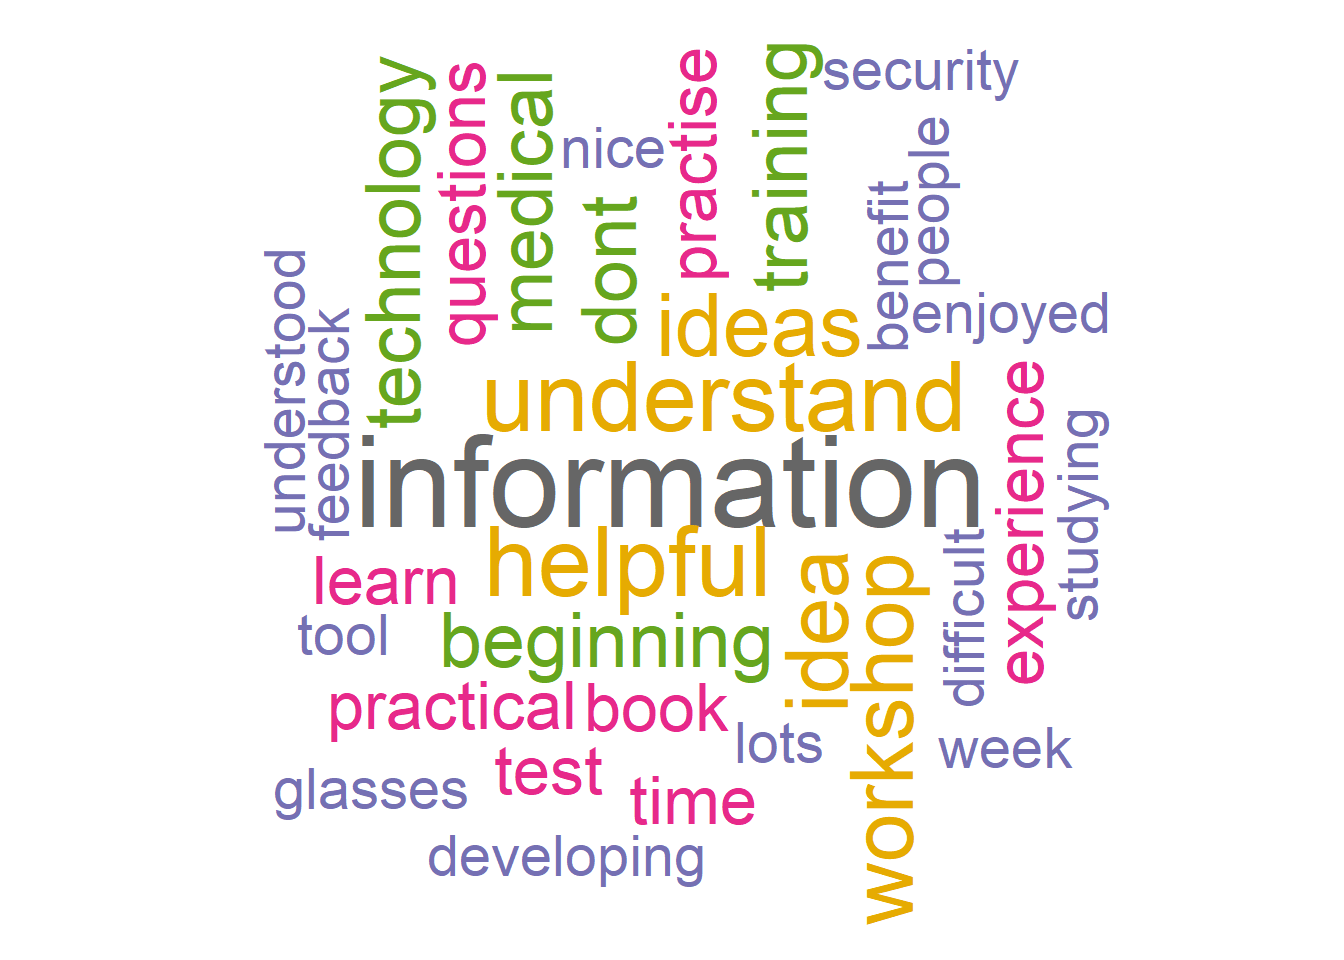 technology
questions
medical
nice
dont
practise
training
security
people
benefit
enjoyed
ideas
understood
feedback
understand
information
experience
studying
helpful
learn
idea
workshop
difficult
tool
beginning
practical
book
lots
week
test
glasses
time
developing